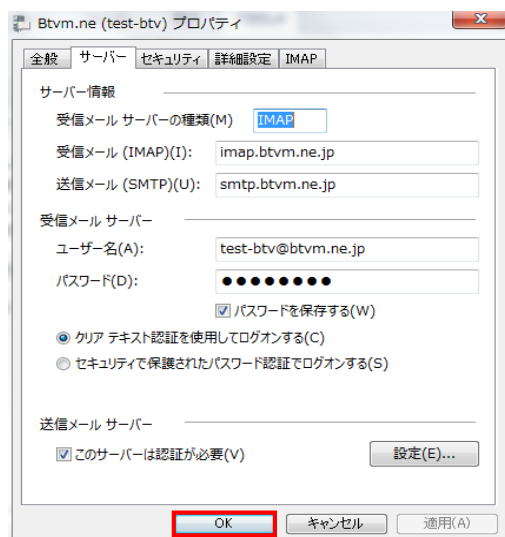 Btvm.ne (test-btv) プロパティ
全般 サーバー セキュリティ 詳細設定 IMAP
サーバー情報
受信メール サーバーの種類(M) IMAP
受信メール (IMAP)(I): imap.btvm.ne.jp
送信メール (SMTP)(U): smtp.btvm.ne.jp
受信メール サーバー
ユーザー名(A): test-btv@btvm.ne.jp
パスワード(D): ●●●●●●●●
パスワードを保存する(W)
クリア テキスト認証を使用してログオンする(C)
セキュリティで保護されたパスワード認証でログオンする(S)
送信メール サーバー
このサーバーは認証が必要(V) 設定(E)...
OK キャンセル 適用(A)